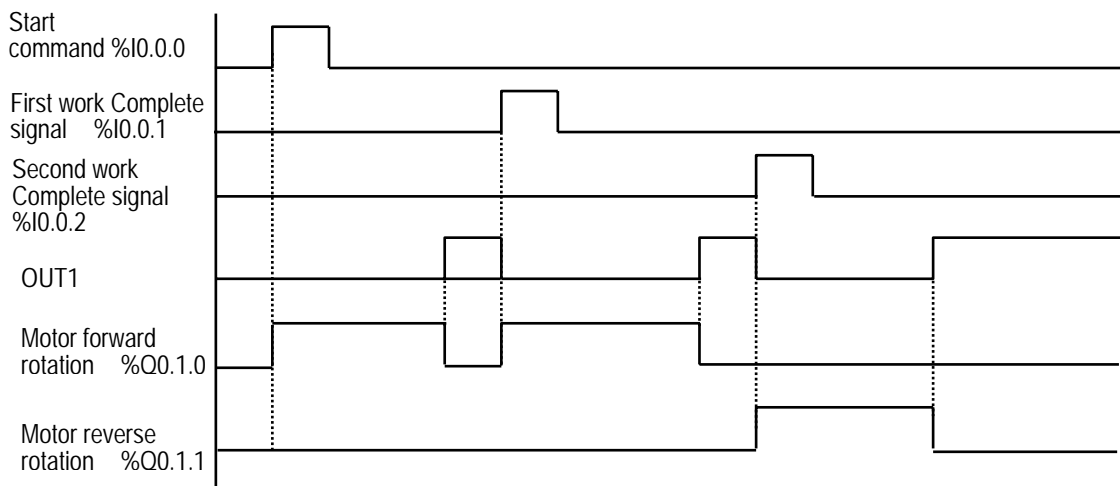 Start
command %I0.0.0
First work Complete
signal %I0.0.1
Second work
Complete signal
%I0.0.2
OUT1
Motor forward
rotation %Q0.1.0
Motor reverse
rotation %Q0.1.1